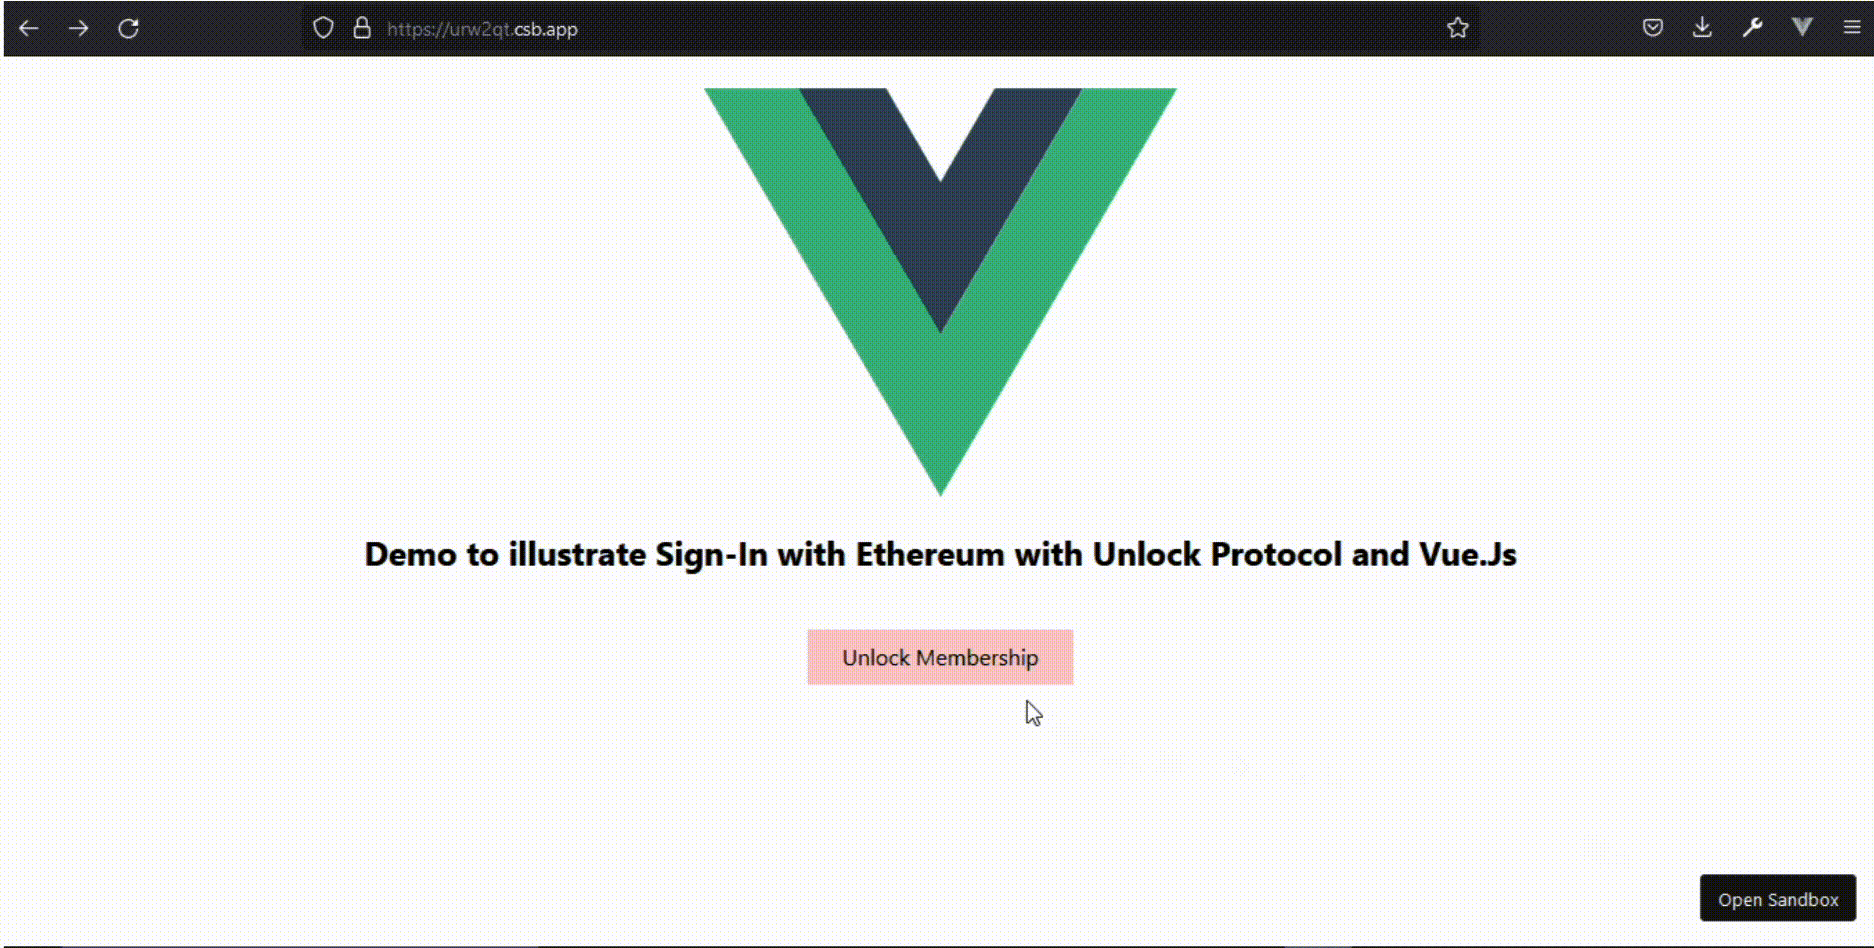 https://urw2qt.csb.app
Demo to illustrate Sign-In with Ethereum with Unlock Protocol and Vue.Js
Unlock Membership
Open Sandbox